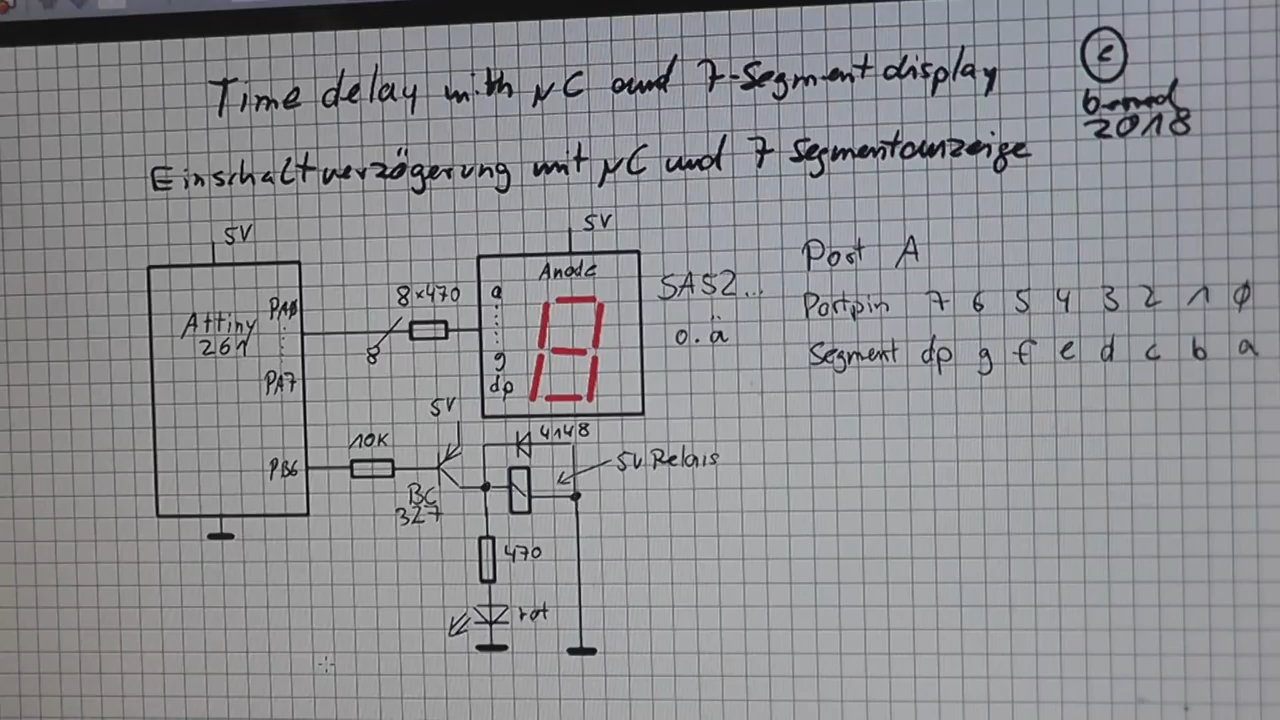 Time delay with µC and 7-Segment display
©
bernd
2018
Einschaltverzögerung mit µC und 7 Segmentanzeige
5V
5V
Attiny
261
PA0
PA7
PB6
8×470
8
Anode
a
g
dp
SA52...
o.ä
Port A
Portpin 7 6 5 4 3 2 1 0
Segment dp g f e d c b a
5V
10K
BC
327
4148
5V Relais
470
rot